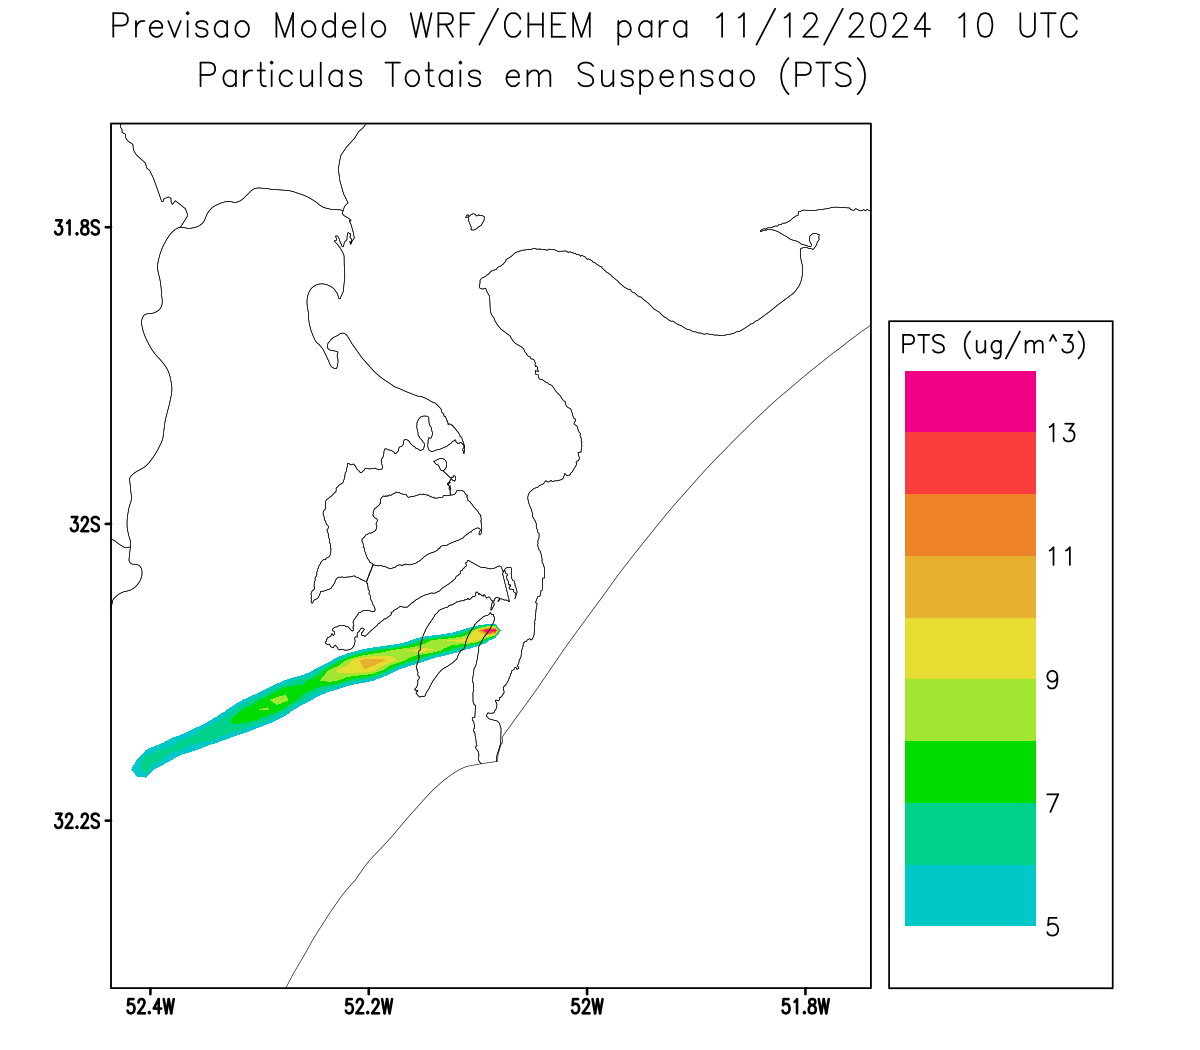 Previsao Modelo WRF/CHEM para 11/12/2024 10 UTC
Particulas Totais em Suspensao (PTS)
31.8S
32S
32.2S
52.4W
52.2W
52W
51.8W
PTS (ug/m^3)
13
11
9
7
5